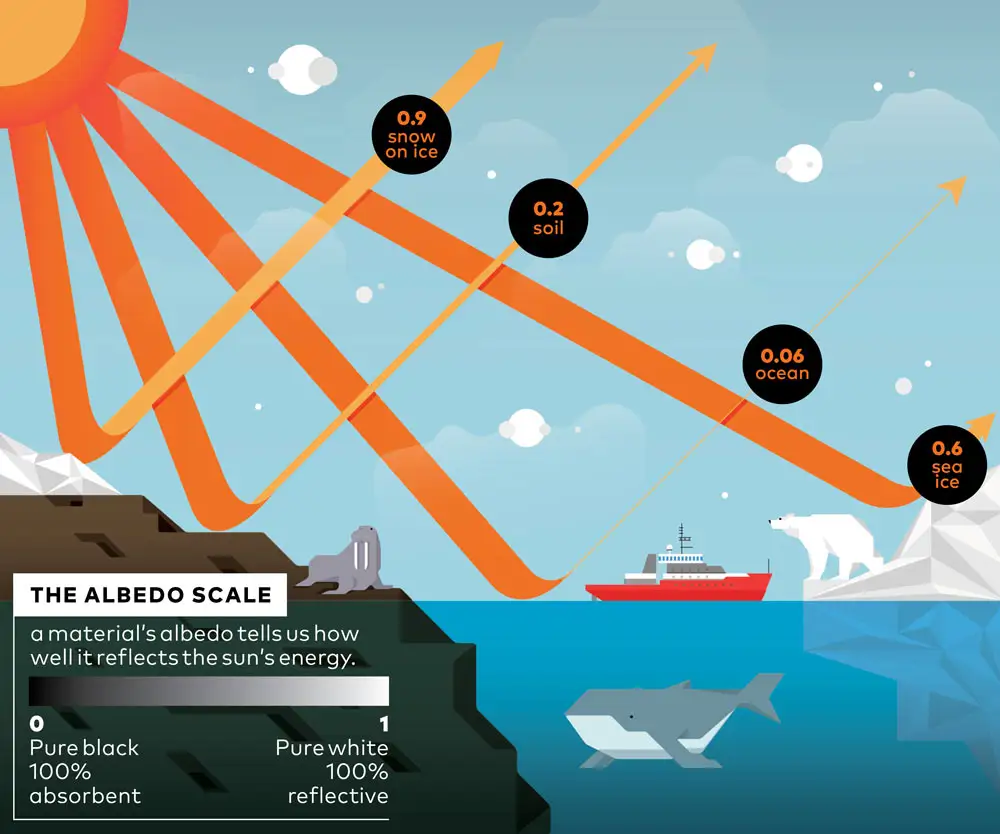 0.9
snow
on ice
0.2
soil
0.06
ocean
0.6
sea
ice
THE ALBEDO SCALE
a material's albedo tells us how
well it reflects the sun's energy.
0
1
Pure black
100%
absorbent
Pure white
100%
reflective